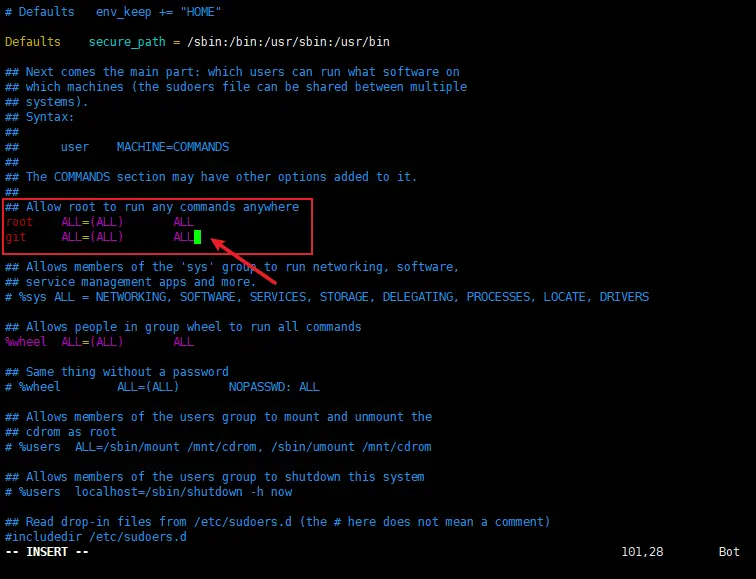 # Defaults   env_keep += "HOME"
Defaults    secure_path = /sbin:/bin:/usr/sbin:/usr/bin
## Next comes the main part: which users can run what software on
## which machines (the sudoers file can be shared between multiple
## systems).
## Syntax:
##
##      user    MACHINE=COMMANDS
##
## The COMMANDS section may have other options added to it.
##
## Allow root to run any commands anywhere
root    ALL=(ALL)       ALL
git     ALL=(ALL)       ALL
## Allows members of the 'sys' group to run networking, software,
## service management apps and more.
# %sys ALL = NETWORKING, SOFTWARE, SERVICES, STORAGE, DELEGATING, PROCESSES, LOCATE, DRIVERS
## Allows people in group wheel to run all commands
%wheel  ALL=(ALL)       ALL
## Same thing without a password
# %wheel        ALL=(ALL)       NOPASSWD: ALL
## Allows members of the users group to mount and unmount the
## cdrom as root
# %users  ALL=/sbin/mount /mnt/cdrom, /sbin/umount /mnt/cdrom
## Allows members of the users group to shutdown this system
# %users  localhost=/sbin/shutdown -h now
## Read drop-in files from /etc/sudoers.d (the # here does not mean a comment)
#includedir /etc/sudoers.d
-- INSERT --                                                                            101,28        Bot